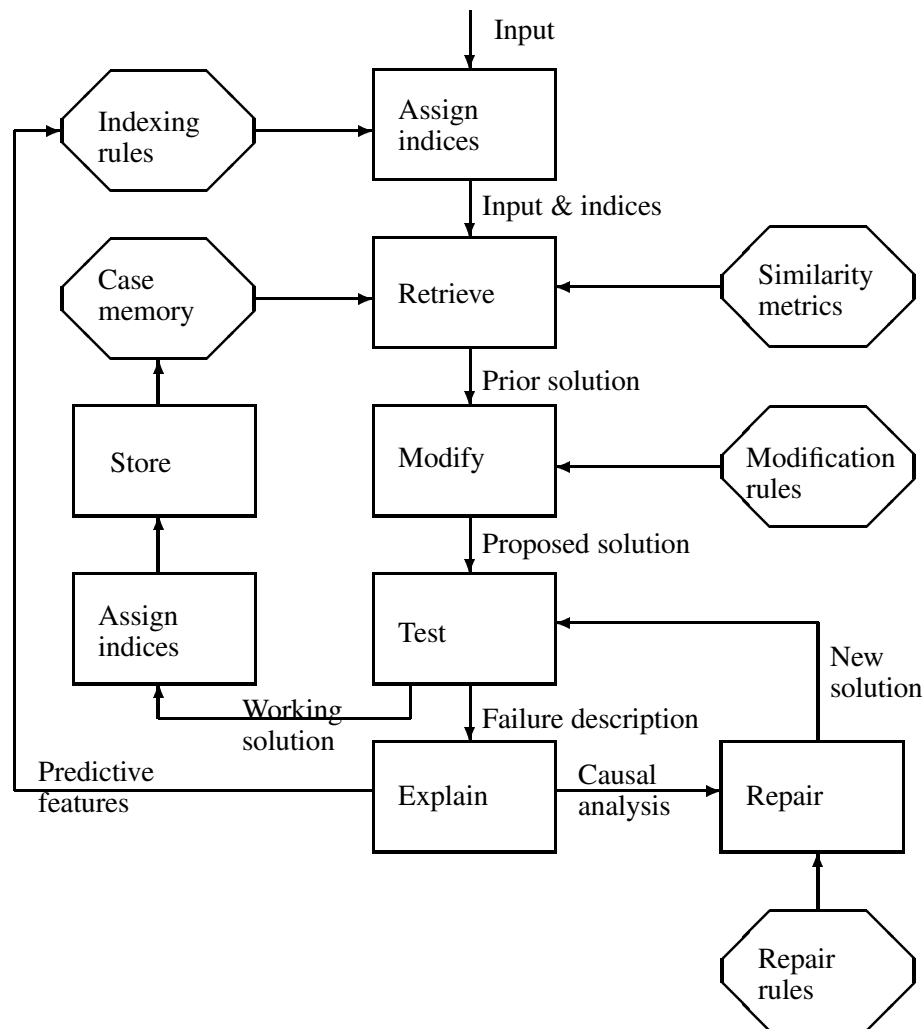 Input
Indexing
rules
Assign
indices
Input & indices
Case
memory
Retrieve
Similarity
metrics
Prior solution
Store
Modify
Modification
rules
Proposed solution
Assign
indices
Test
New
solution
Working
solution
Failure description
Predictive
features
Explain
Causal
analysis
Repair
Repair
rules